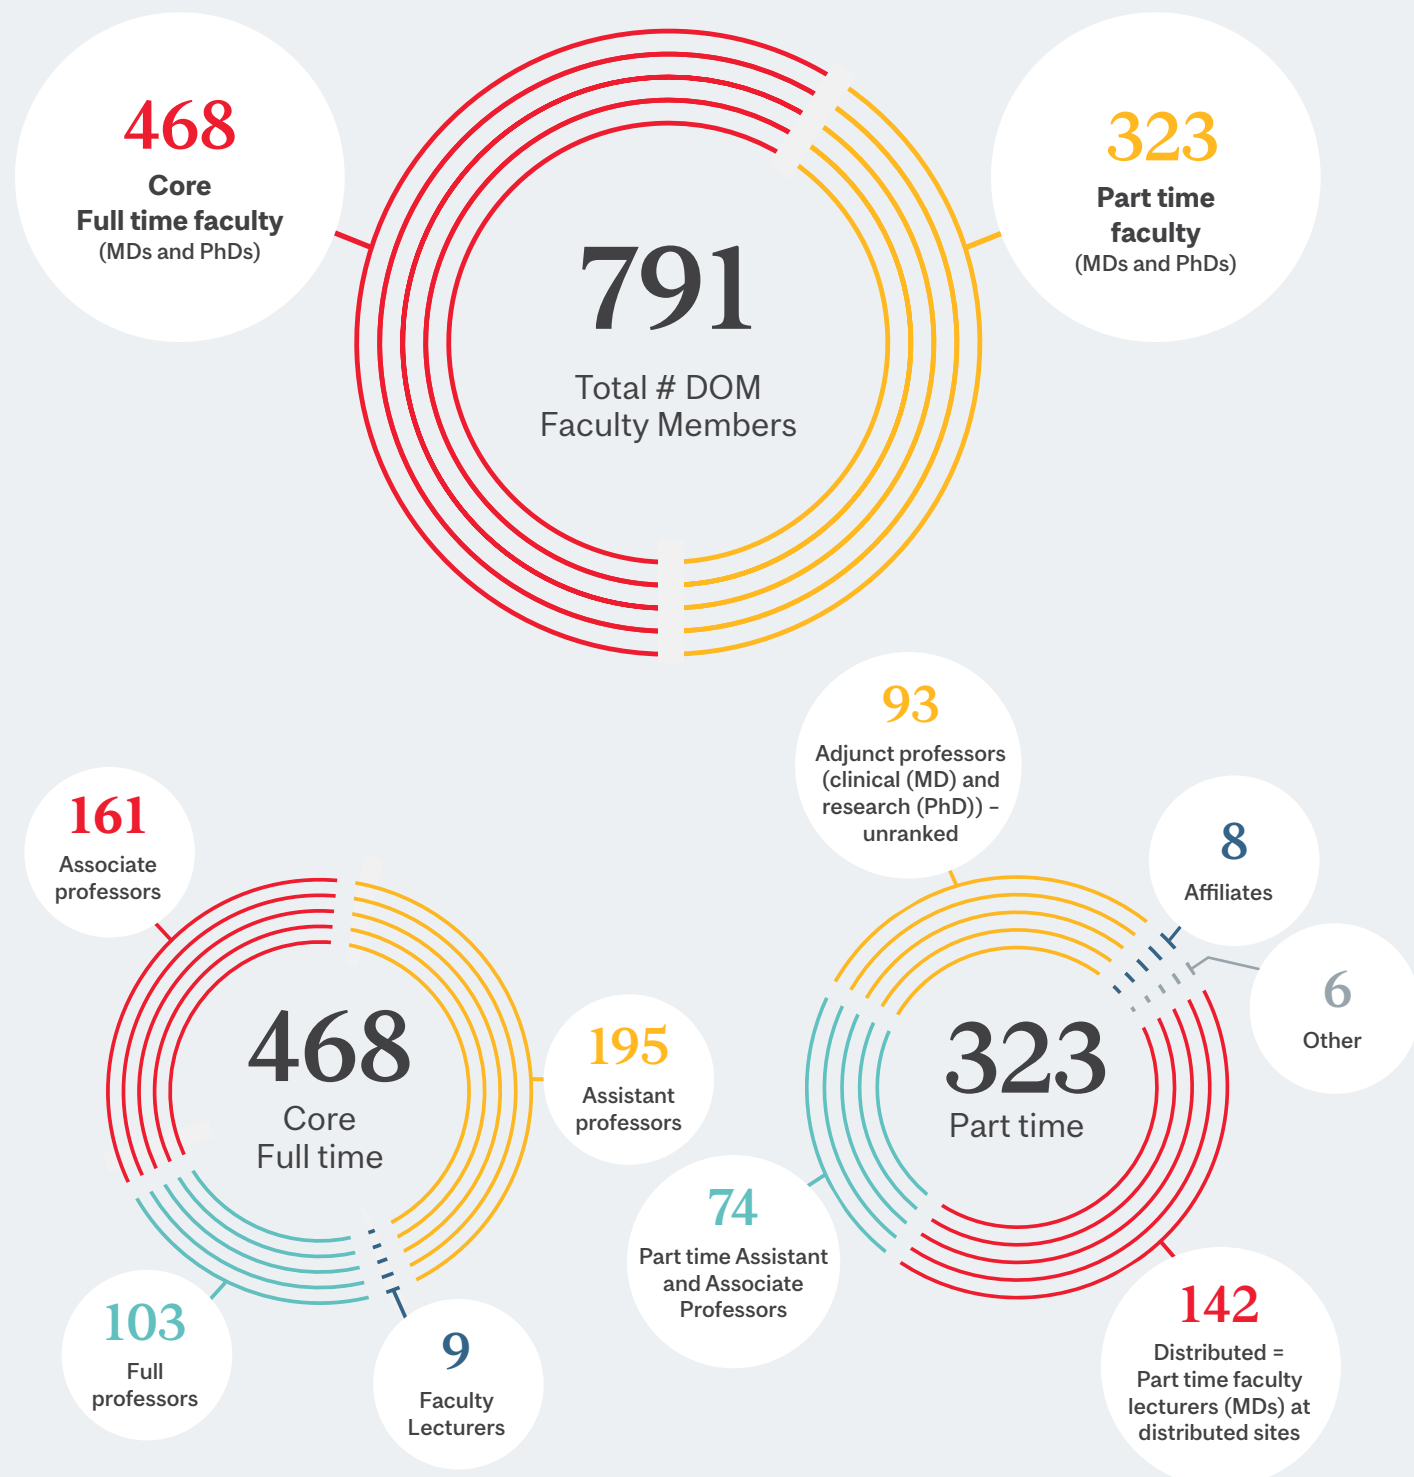 468
Core
Full time faculty
(MDs and PhDs)
323
Part time
faculty
(MDs and PhDs)
791
Total # DOM
Faculty Members
161
Associate
professors
468
Core
Full time
195
Assistant
professors
103
Full
professors
9
Faculty
Lecturers
93
Adjunct professors
(clinical (MD) and
research (PhD)) –
unranked
8
Affiliates
6
Other
323
Part time
74
Part time Assistant
and Associate
Professors
142
Distributed =
Part time faculty
lecturers (MDs) at
distributed sites